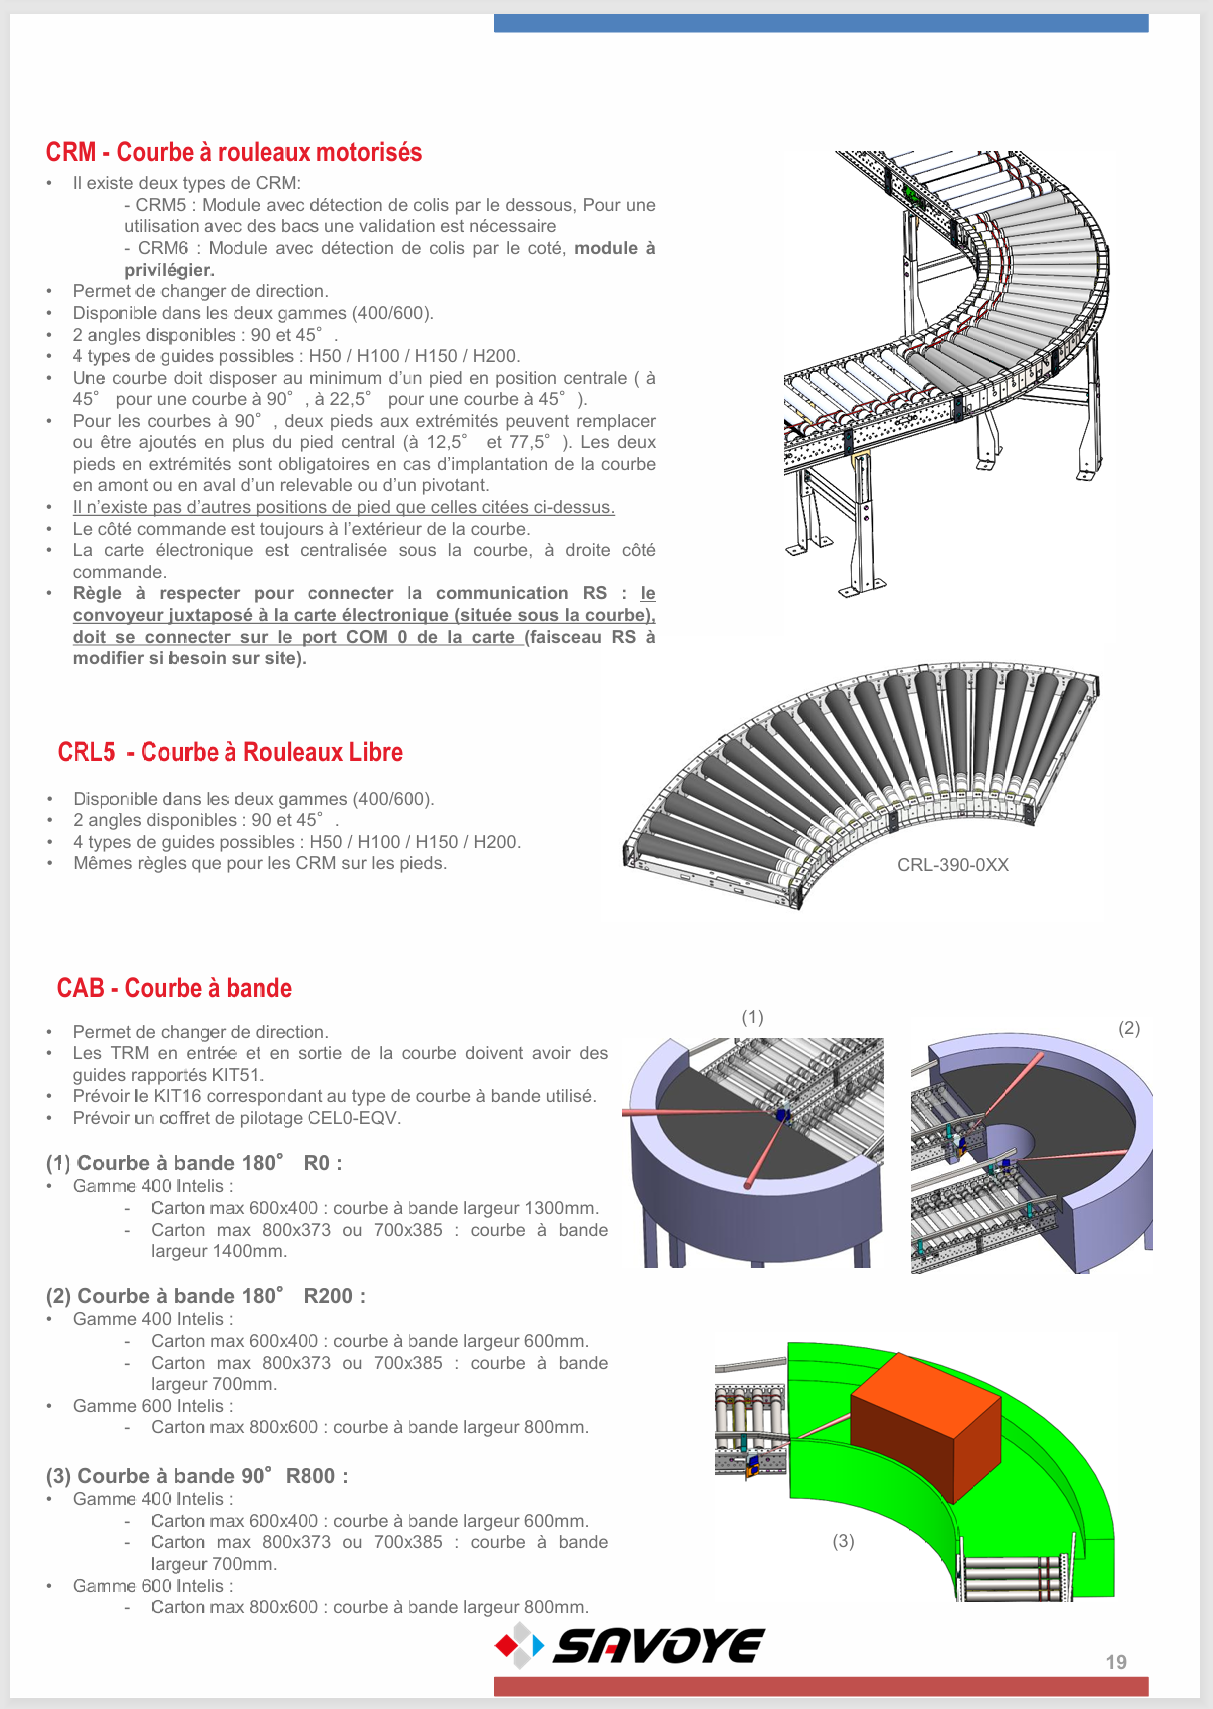 CRM - Courbe à rouleaux motorisés
• Il existe deux types de CRM:
- CRM5 : Module avec détection de colis par le dessous, Pour une
utilisation avec des bacs une validation est nécessaire
- CRM6 : Module avec détection de colis par le coté, module à
privilégier.
• Permet de changer de direction.
• Disponible dans les deux gammes (400/600).
• 2 angles disponibles : 90 et 45° .
• 4 types de guides possibles : H50 / H100 / H150 / H200.
• Une courbe doit disposer au minimum d’un pied en position centrale ( à
45° pour une courbe à 90° , à 22,5° pour une courbe à 45° ).
• Pour les courbes à 90° , deux pieds aux extrémités peuvent remplacer
ou être ajoutés en plus du pied central (à 12,5° et 77,5° ). Les deux
pieds en extrémités sont obligatoires en cas d’implantation de la courbe
en amont ou en aval d’un relevable ou d’un pivotant.
• Il n’existe pas d’autres positions de pied que celles citées ci-dessus.
• Le côté commande est toujours à l’extérieur de la courbe.
• La carte électronique est centralisée sous la courbe, à droite côté
commande.
• Règle à respecter pour connecter la communication RS : le
convoyeur juxtaposé à la carte électronique (située sous la courbe),
doit se connecter sur le port COM 0 de la carte (faisceau RS à
modifier si besoin sur site).
CRL5 - Courbe à Rouleaux Libre
• Disponible dans les deux gammes (400/600).
• 2 angles disponibles : 90 et 45° .
• 4 types de guides possibles : H50 / H100 / H150 / H200.
• Mêmes règles que pour les CRM sur les pieds.
CRL-390-0XX
CAB - Courbe à bande
• Permet de changer de direction.
• Les TRM en entrée et en sortie de la courbe doivent avoir des
guides rapportés KIT51.
• Prévoir le KIT16 correspondant au type de courbe à bande utilisé.
• Prévoir un coffret de pilotage CEL0-EQV.
(1)
(2)
(1) Courbe à bande 180° R0 :
• Gamme 400 Intelis :
- Carton max 600x400 : courbe à bande largeur 1300mm.
- Carton max 800x373 ou 700x385 : courbe à bande
largeur 1400mm.
(2) Courbe à bande 180° R200 :
• Gamme 400 Intelis :
- Carton max 600x400 : courbe à bande largeur 600mm.
- Carton max 800x373 ou 700x385 : courbe à bande
largeur 700mm.
• Gamme 600 Intelis :
- Carton max 800x600 : courbe à bande largeur 800mm.
(3) Courbe à bande 90° R800 :
• Gamme 400 Intelis :
- Carton max 600x400 : courbe à bande largeur 600mm.
- Carton max 800x373 ou 700x385 : courbe à bande
largeur 700mm.
• Gamme 600 Intelis :
- Carton max 800x600 : courbe à bande largeur 800mm.
(3)
SAVOYE
19